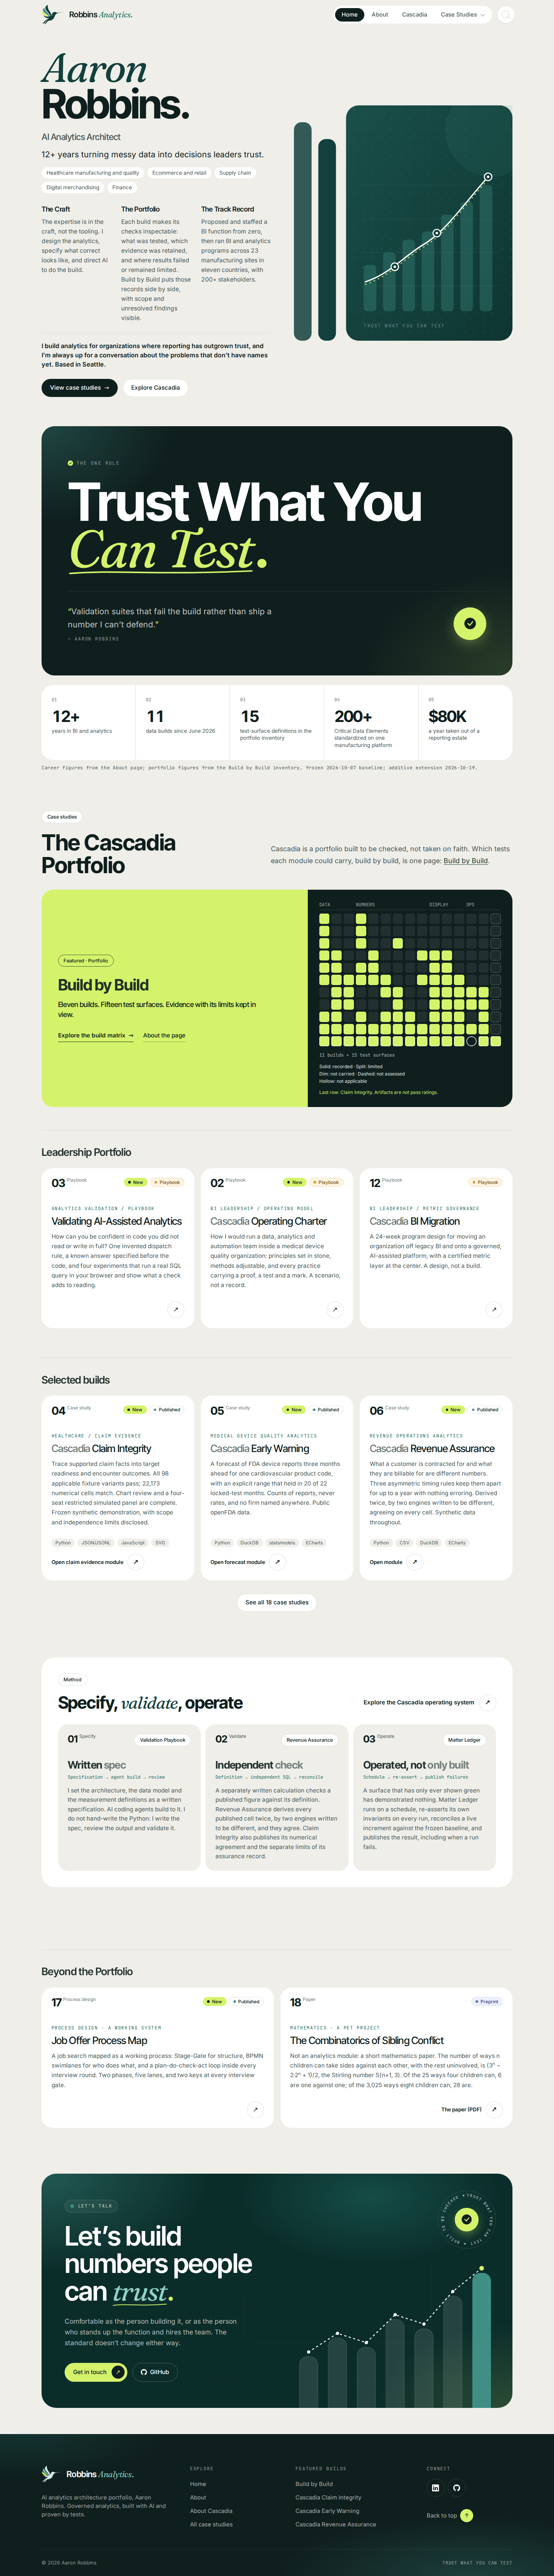 Robbins Analytics.
Home
About
Cascadia
Case Studies
Aaron
Robbins.
AI Analytics Architect
12+ years turning messy data into decisions leaders trust.
Healthcare manufacturing and quality
Ecommerce and retail
Supply chain
Digital merchandising
Finance
The Craft
The expertise is in the
craft, not the tooling. I
design the analytics,
specify what correct
looks like, and direct AI
to do the build.
The Portfolio
Each build makes its
checks inspectable:
what was tested, which
evidence was retained,
and where results failed
or remained limited.
Build by Build puts those
records side by side,
with scope and
unresolved findings
visible.
The Track Record
Proposed and staffed a
BI function from zero,
then ran BI and analytics
programs across 23
manufacturing sites in
eleven countries, with
200+ stakeholders.
I build analytics for organizations where reporting has outgrown trust, and
I'm always up for a conversation about the problems that don't have names
yet. Based in Seattle.
View case studies →
Explore Cascadia
TRUST WHAT YOU CAN TEST
THE ONE RULE
Trust What You
Can Test.
“Validation suites that fail the build rather than ship a
number I can't defend.”
— AARON ROBBINS
01
12+
years in BI and analytics
02
11
data builds since June 2026
03
15
test-surface definitions in the
portfolio inventory
04
200+
Critical Data Elements
standardized on one
manufacturing platform
05
$80K
a year taken out of a
reporting estate
Career figures from the About page; portfolio figures from the Build by Build inventory, frozen 2026-10-07 baseline; additive extension 2026-10-19.
Case studies
The Cascadia
Portfolio
Cascadia is a portfolio built to be checked, not taken on faith. Which tests
each module could carry, build by build, is one page: Build by Build.
Featured · Portfolio
Build by Build
Eleven builds. Fifteen test surfaces. Evidence with its limits kept in
view.
Explore the build matrix →
About the page
DATA
NUMBERS
DISPLAY
OPS
11 builds × 15 test surfaces
Solid: recorded · Split: limited
Dim: not carried · Dashed: not assessed
Hollow: not applicable
Last row: Claim Integrity. Artifacts are not pass ratings.
Leadership Portfolio
03 Playbook
New
Playbook
ANALYTICS VALIDATION / PLAYBOOK
Validating AI-Assisted Analytics
How can you be confident in code you did not
read or write in full? One invented dispatch
rule, a known answer specified before the
code, and four experiments that run a real SQL
query in your browser and show what a check
adds to reading.
↗
02 Playbook
New
Playbook
BI LEADERSHIP / OPERATING MODEL
Cascadia Operating Charter
How I would run a data, analytics and
automation team inside a medical device
quality organization: principles set in stone,
methods adjustable, and every practice
carrying a proof, a test and a mark. A scenario,
not a record.
↗
12 Playbook
Playbook
BI LEADERSHIP / METRIC GOVERNANCE
Cascadia BI Migration
A 24-week program design for moving an
organization off legacy BI and onto a governed,
AI-assisted platform, with a certified metric
layer at the center. A design, not a build.
↗
Selected builds
04 Case study
New
Published
HEALTHCARE / CLAIM EVIDENCE
Cascadia Claim Integrity
Trace supported claim facts into target
readiness and encounter outcomes. All 98
applicable fixture variants pass; 22,173
numerical cells match. Chart review and a four-
seat restricted simulated panel are complete.
Frozen synthetic demonstration, with scope
and independence limits disclosed.
Python
JSON/JSONL
JavaScript
SVG
Open claim evidence module ↗
05 Case study
New
Published
MEDICAL DEVICE QUALITY ANALYTICS
Cascadia Early Warning
A forecast of FDA device reports three months
ahead for one cardiovascular product code,
with an explicit range that held in 20 of 22
locked-test months. Counts of reports, never
rates, and no firm named anywhere. Public
openFDA data.
Python
DuckDB
statsmodels
ECharts
Open forecast module ↗
06 Case study
New
Published
REVENUE OPERATIONS ANALYTICS
Cascadia Revenue Assurance
What a customer is contracted for and what
they are billable for are different numbers.
Three asymmetric timing rules keep them apart
for up to a year with nothing erroring. Derived
twice, by two engines written to be different,
agreeing on every cell. Synthetic data
throughout.
Python
CSV
DuckDB
ECharts
Open module ↗
See all 18 case studies
Method
Specify, validate, operate
Explore the Cascadia operating system ↗
01 Specify
Validation Playbook
Written spec
Specification → agent build → review
I set the architecture, the data model and
the measurement definitions as a written
specification. AI coding agents build to it. I
do not hand-write the Python: I write the
spec, review the output and validate it.
02 Validate
Revenue Assurance
Independent check
Definition → independent SQL → reconcile
A separately written calculation checks a
published figure against its definition.
Revenue Assurance derives every
published cell twice, by two engines written
to be different, and they agree. Claim
Integrity also publishes its numerical
agreement and the separate limits of its
assurance record.
03 Operate
Matter Ledger
Operated, not only built
Schedule → re-assert → publish failures
A surface that has only ever shown green
has demonstrated nothing. Matter Ledger
runs on a schedule, re-asserts its own
invariants on every run, reconciles a live
increment against the frozen baseline, and
publishes the result, including when a run
fails.
Beyond the Portfolio
17 Process design
New
Published
PROCESS DESIGN · A WORKING SYSTEM
Job Offer Process Map
A job search mapped as a working process: Stage-Gate for structure, BPMN
swimlanes for who does what, and a plan-do-check-act loop inside every
interview round. Two phases, five lanes, and two keys at every interview
gate.
↗
18 Paper
Preprint
MATHEMATICS · A PET PROJECT
The Combinatorics of Sibling Conflict
Not an analytics module: a short mathematics paper. The number of ways n
children can take sides against each other, with the rest uninvolved, is (3ⁿ −
2·2ⁿ + 1)/2, the Stirling number S(n+1, 3). Of the 25 ways four children can, 6
are one against one; of the 3,025 ways eight children can, 28 are.
The paper (PDF) ↗
LET'S TALK
Let's build
numbers people
can trust.
Comfortable as the person building it, or as the person
who stands up the function and hires the team. The
standard doesn't change either way.
Get in touch ↗
GitHub
Robbins Analytics.
AI analytics architecture portfolio, Aaron
Robbins. Governed analytics, built with AI and
proven by tests.
EXPLORE
Home
About
About Cascadia
All case studies
FEATURED BUILDS
Build by Build
Cascadia Claim Integrity
Cascadia Early Warning
Cascadia Revenue Assurance
CONNECT
Back to top ↑
© 2026 Aaron Robbins
TRUST WHAT YOU CAN TEST